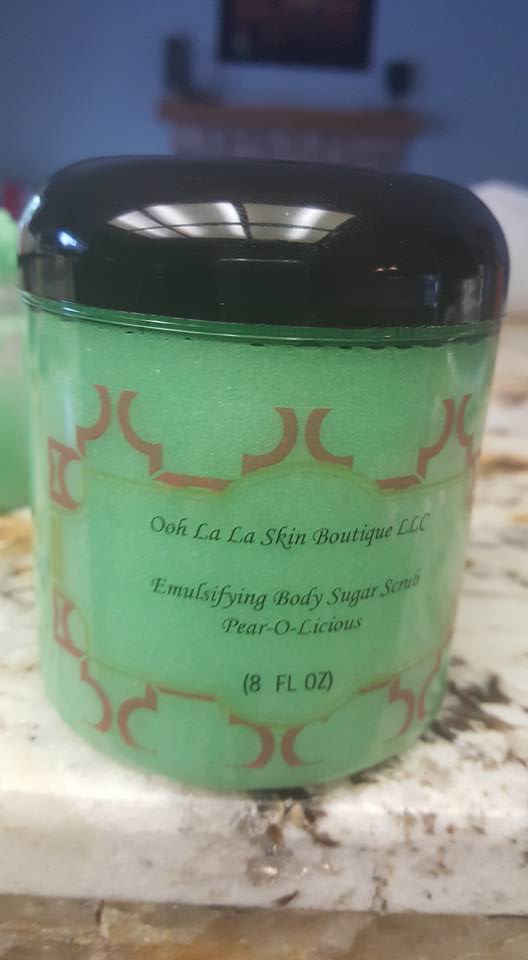 Ooh La La Skin Boutique LLC
Emulsifying Body Sugar Scrub
Pear-O-Licious
(8 FL OZ)